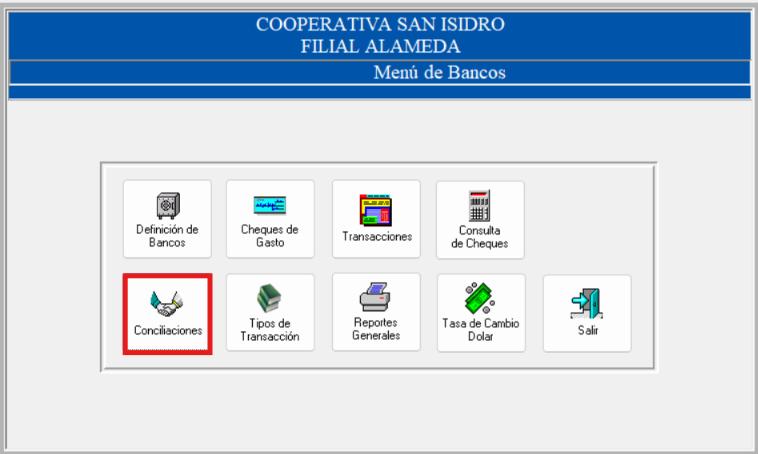 COOPERATIVA SAN ISIDRO
FILIAL ALAMEDA
Menú de Bancos
Definición de
Bancos
Cheques de
Gasto
Transacciones
Consulta
de Cheques
Conciliaciones
Tipos de
Transacción
Reportes
Generales
Tasa de Cambio
Dolar
Salir